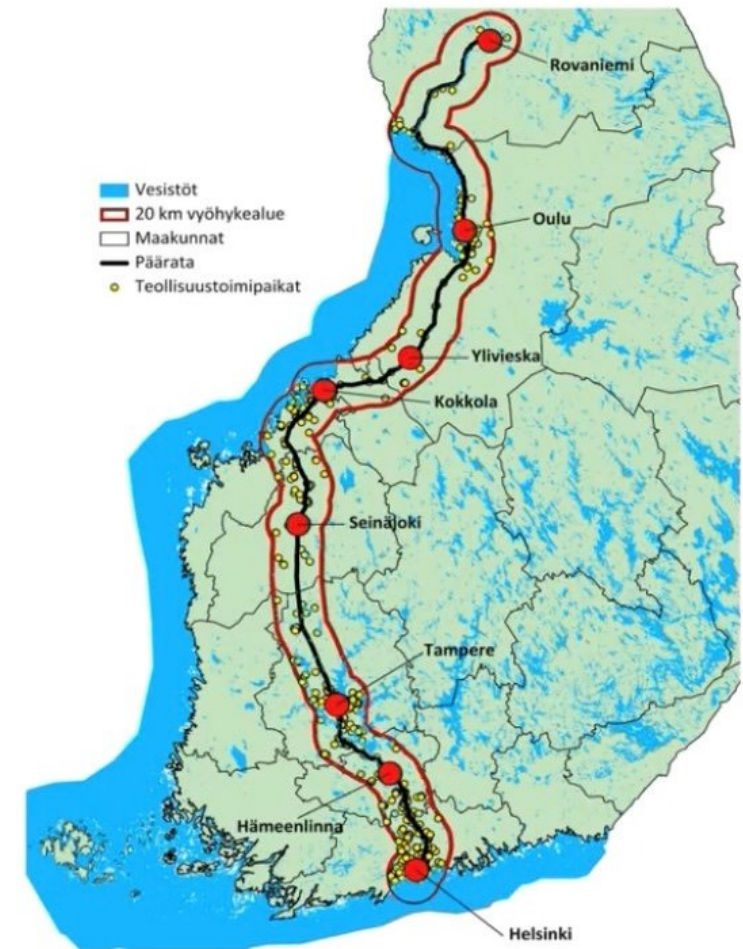 Rovaniemi
Vesistöt
20 km vyöhykealue
Maakunnat
Päärata
Teollisuustoimipaikat
Oulu
Ylivieska
Kokkola
Seinäjoki
Tampere
Hämeenlinna
Helsinki